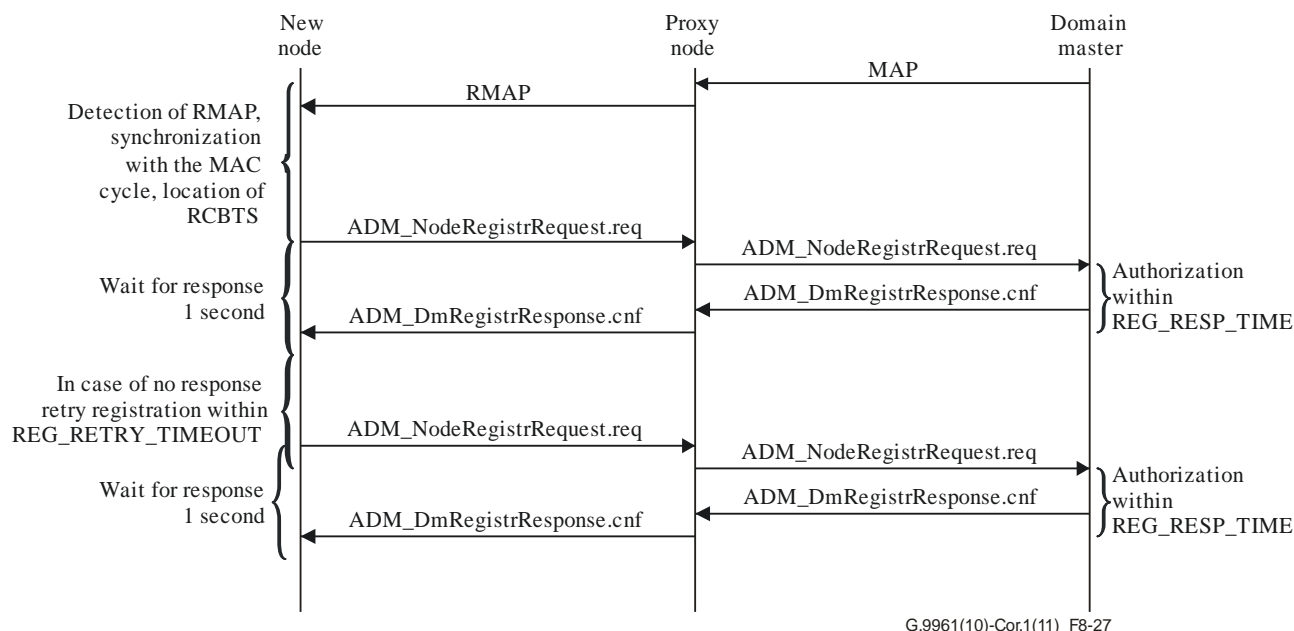 New
node
Proxy
node
Domain
master
MAP
RMAP
Detection of RMAP,
synchronization
with the MAC
cycle, location of
RCBTS
ADM_NodeRegistrRequest.req
ADM_NodeRegistrRequest.req
Wait for response
1 second
ADM_DmRegistrResponse.cnf
ADM_DmRegistrResponse.cnf
Authorization
within
REG_RESP_TIME
In case of no response
retry registration within
REG_RETRY_TIMEOUT
ADM_NodeRegistrRequest.req
ADM_NodeRegistrRequest.req
Wait for response
1 second
ADM_DmRegistrResponse.cnf
ADM_DmRegistrResponse.cnf
Authorization
within
REG_RESP_TIME
G.9961(10)-Cor.1(11)_F8-27